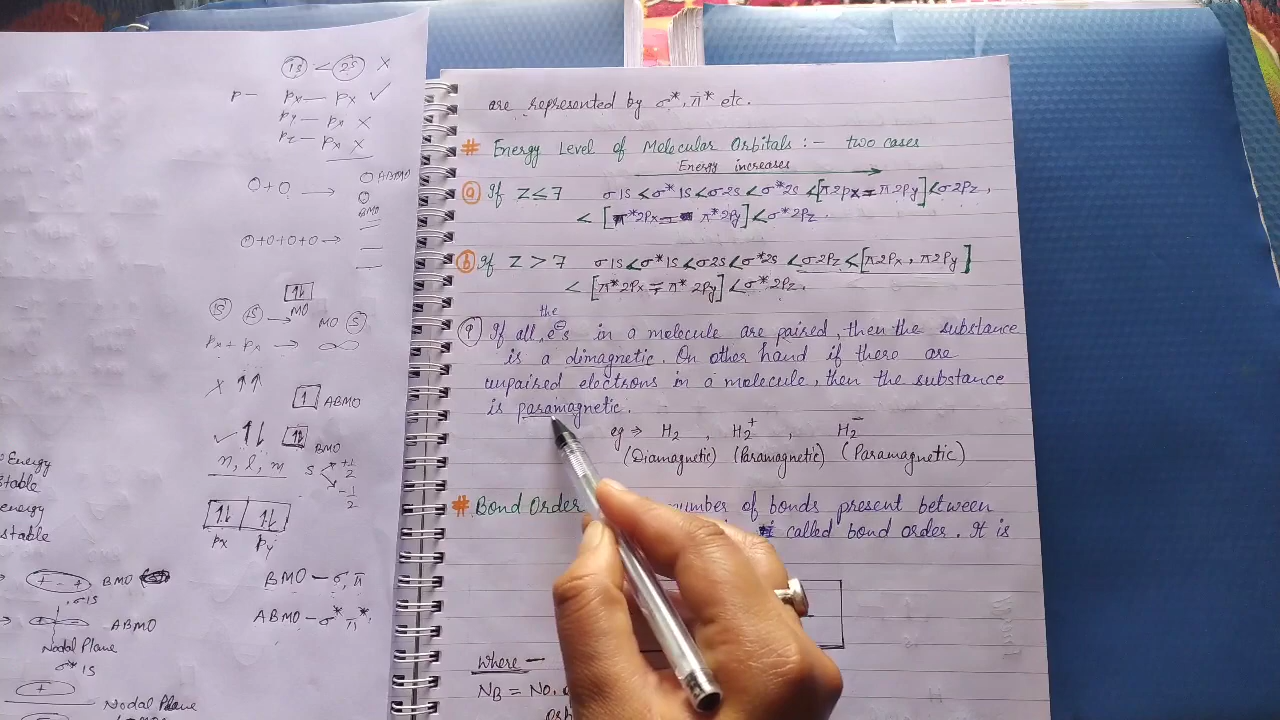 1S < 2S ×
P- Px — Px ✓
Py — Px ×
Pz — Px ×
O+O → O ABMO
O
BMO
O+O+O+O →
⇅
MO
S S → MO S
Px + Px → ∞
× ↑↑
1 ABMO
✓ ↑↓ ⇅ BMO
n, l, m s +1/2
-1/2
↑↓ ↑↓
Px Py
Energy
stable
energy
stable
BMO
σ1S
ABMO
Nodal Plane
σ* 1S
Nodal Plane
BMO – σ, π
ABMO – σ* π*,
are represented by σ*, π* etc.
# Energy Level of Molecular Orbitals :- two cases
Energy increases
(a) If Z ≤ 7 σ1S < σ*1S < σ2S < σ*2S < [π2Px = π2Py] < σ2Pz,
< [π*2Px = π*2Py] < σ*2Pz.
(b) If Z > 7 σ1S < σ*1S < σ2S < σ*2S < σ2Pz < [π2Px, π2Py]
< [π*2Px = π*2Py] < σ*2Pz.
the
(9) If all, e⊖s in a molecule are paired, then the substance
is a dimagnetic. On other hand if there are
unpaired electrons in a molecule, then the substance
is paramagnetic.
eg ⇒ H2 , H2+ , H2-
(Diamagnetic) (Paramagnetic) (Paramagnetic)
# Bond Order number of bonds present between
called bond order. It is
Where –
NB = No.